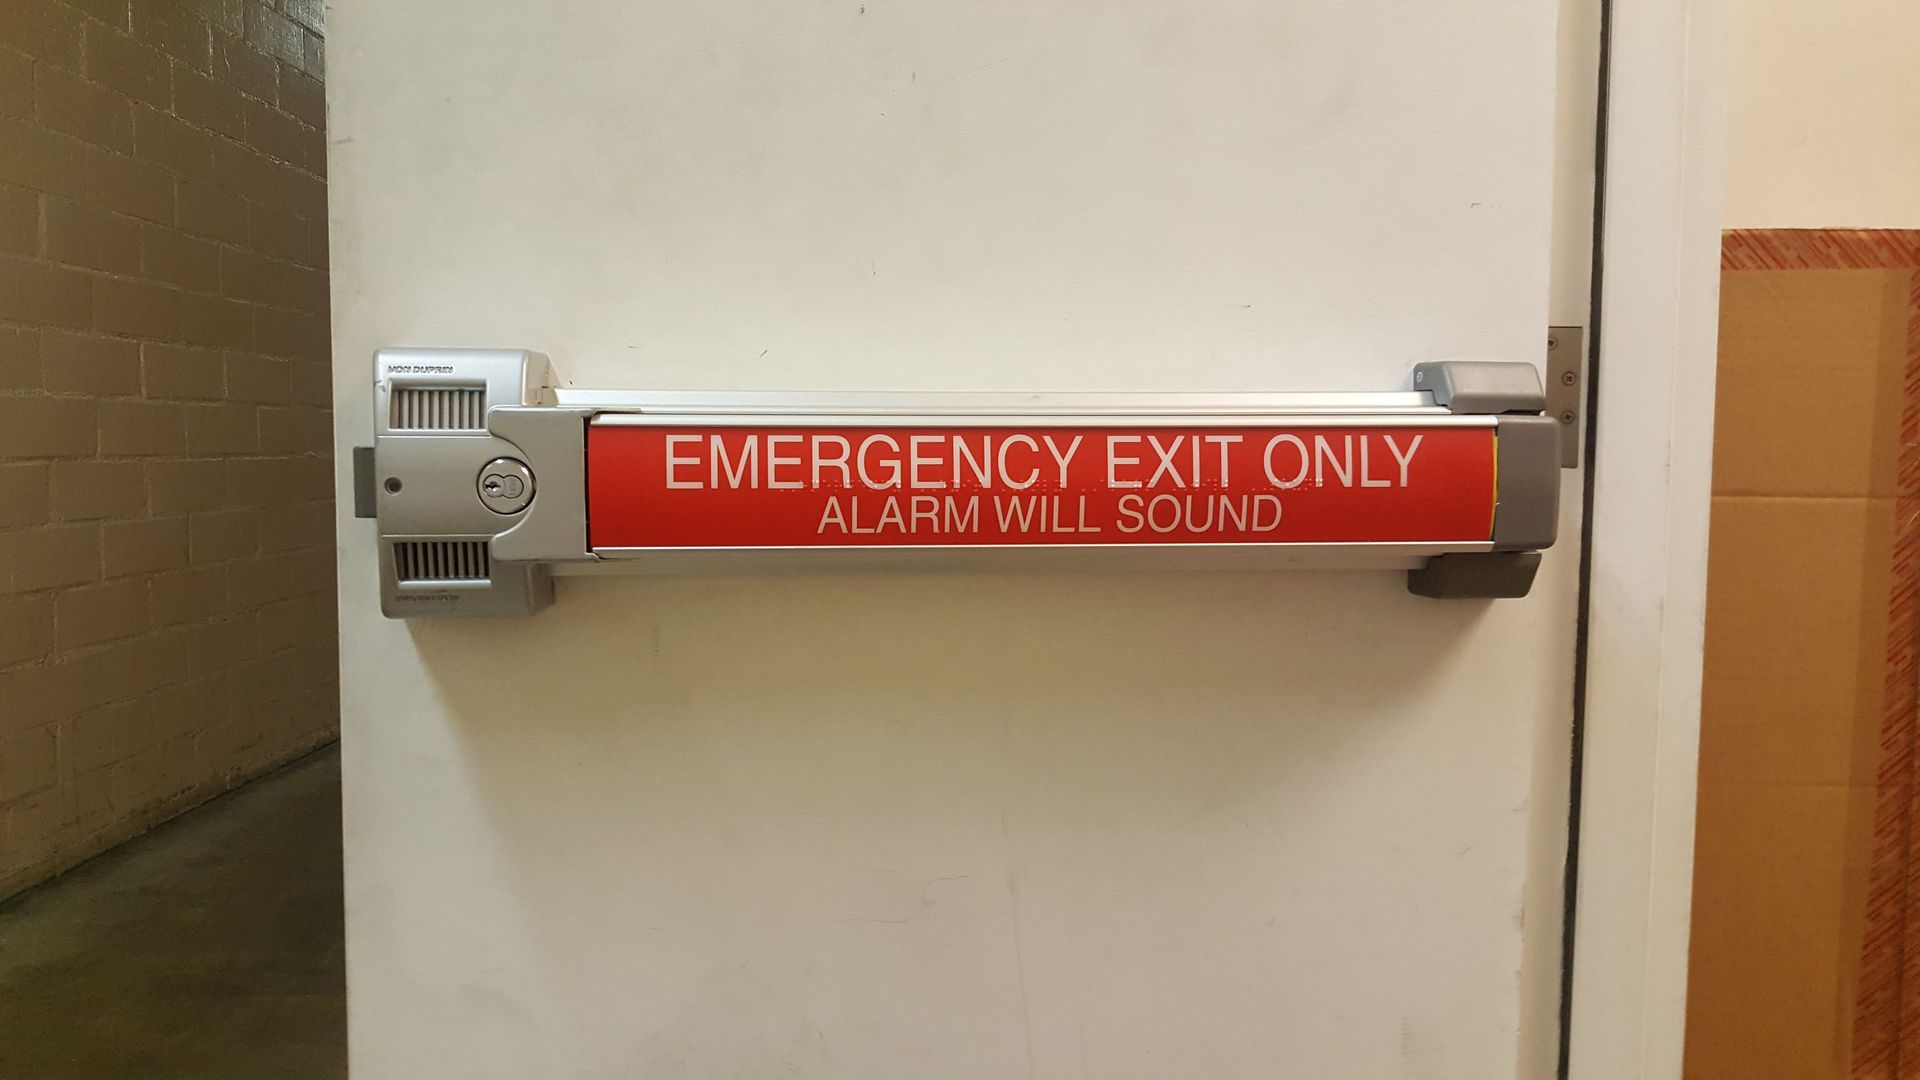 VON DUPRIN
EMERGENCY EXIT ONLY
ALARM WILL SOUND